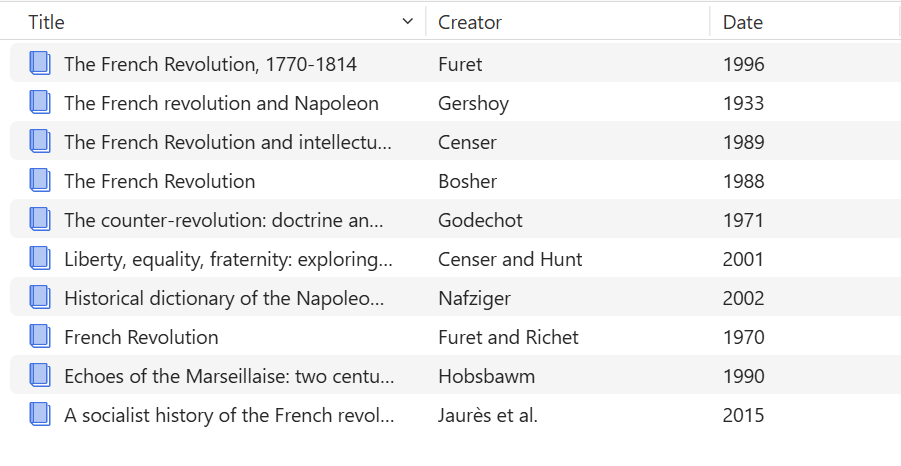 Title Creator Date
The French Revolution, 1770-1814 Furet 1996
The French revolution and Napoleon Gershoy 1933
The French Revolution and intellectu... Censer 1989
The French Revolution Bosher 1988
The counter-revolution: doctrine an... Godechot 1971
Liberty, equality, fraternity: exploring... Censer and Hunt 2001
Historical dictionary of the Napoleo... Nafziger 2002
French Revolution Furet and Richet 1970
Echoes of the Marseillaise: two centu... Hobsbawm 1990
A socialist history of the French revol... Jaurès et al. 2015